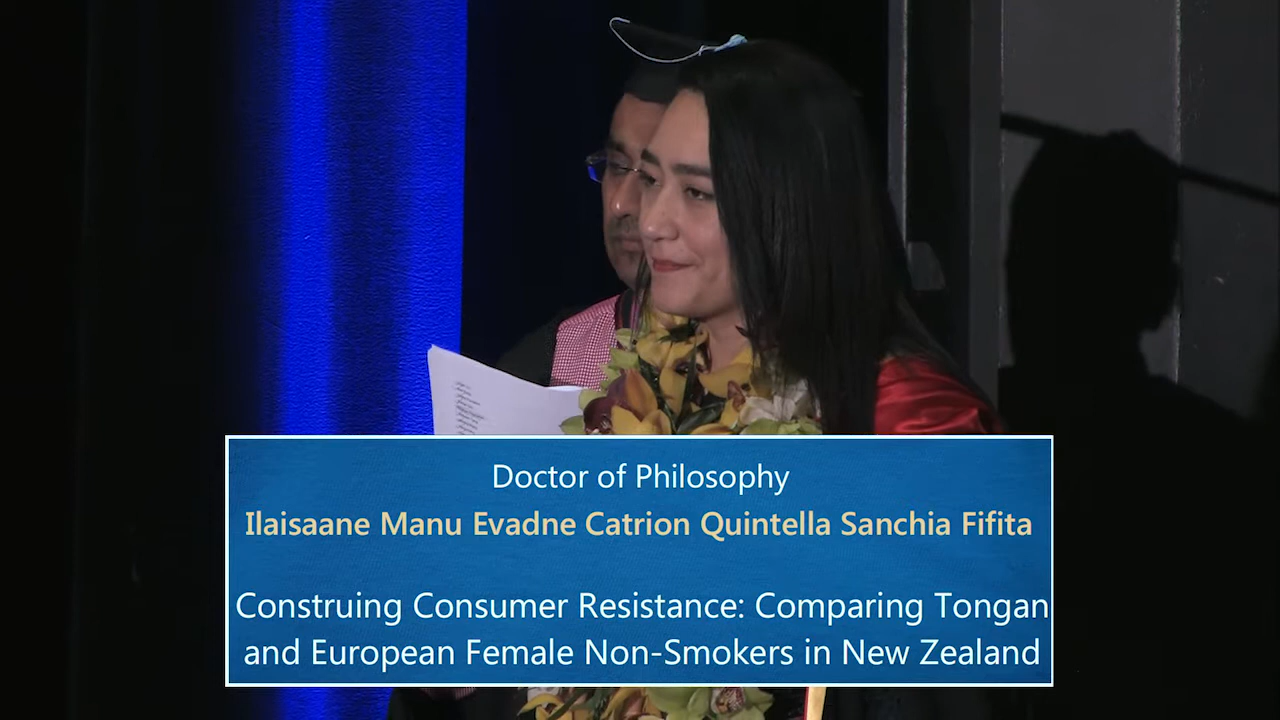 Doctor of Philosophy
Ilaisaane Manu Evadne Catrion Quintella Sanchia Fifita
Construing Consumer Resistance: Comparing Tongan
and European Female Non-Smokers in New Zealand